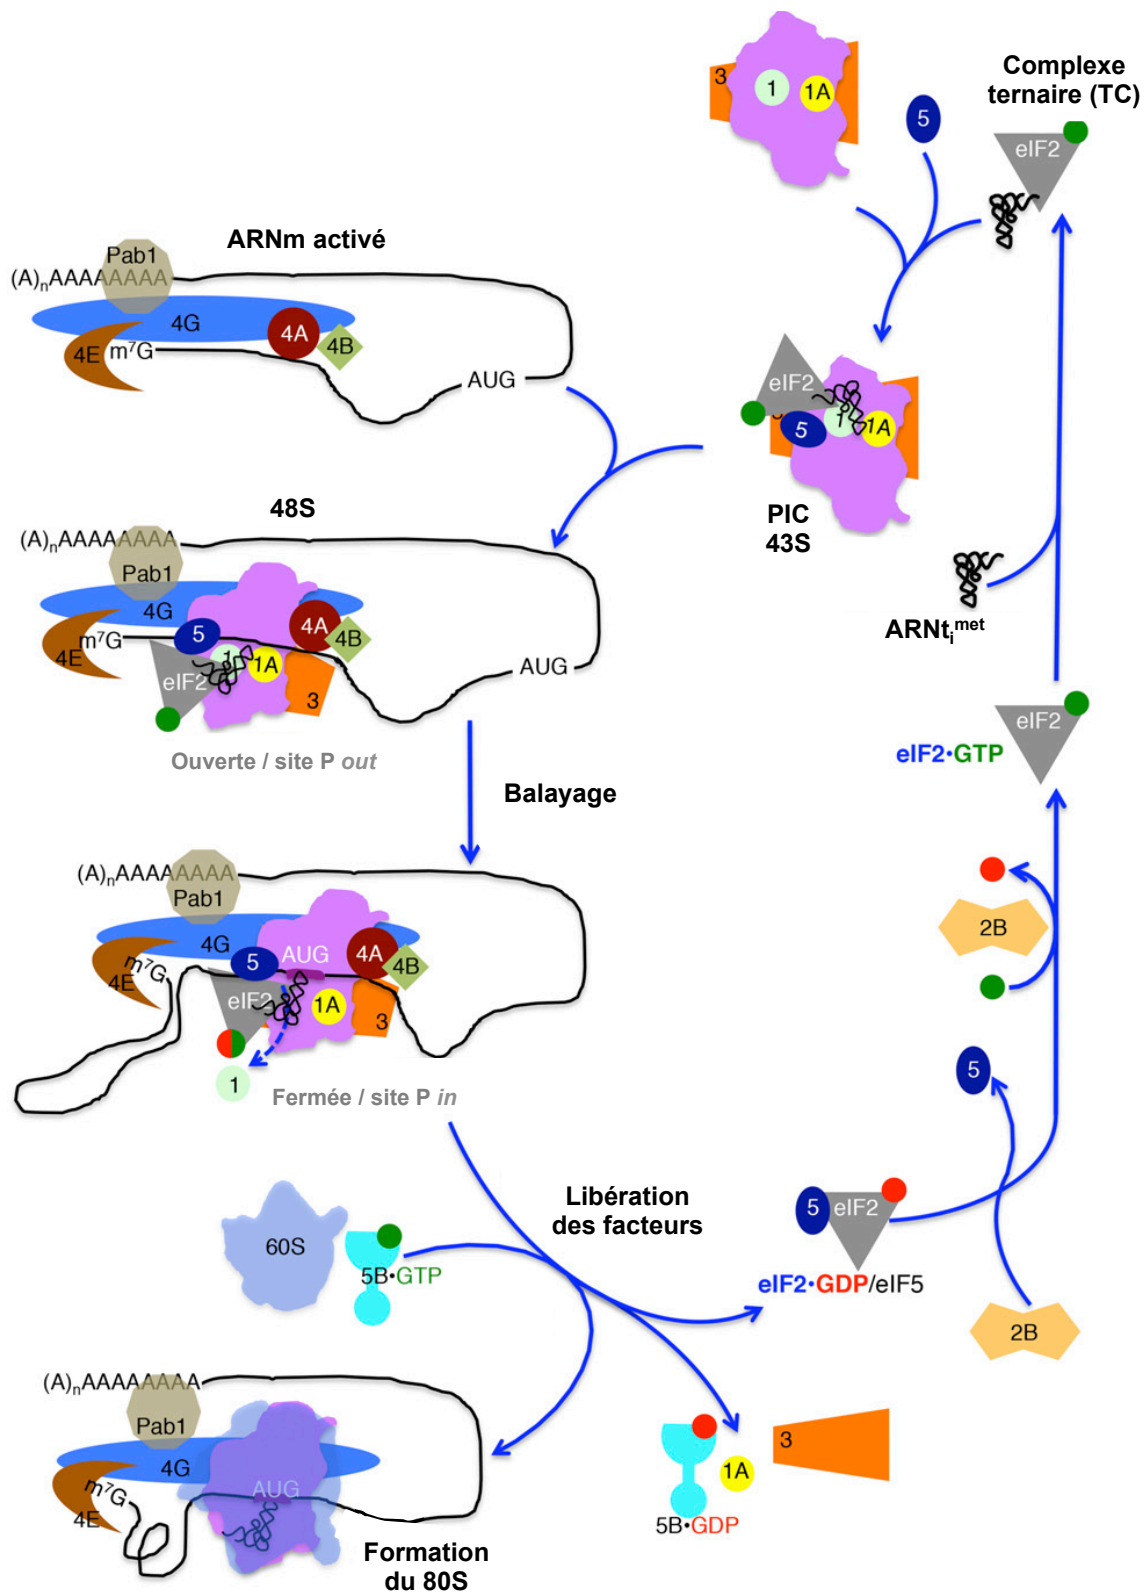 3
1
1A
5
Complexe
ternaire (TC)
eIF2
ARNm activé
Pab1
(A)nAAAAAAAA
4G
4A
4B
4E
m⁷G
AUG
eIF2
5
1
1A
PIC
43S
48S
(A)nAAAAAAAA
Pab1
4G
5
4A
4B
m⁷G
4E
1
1A
eIF2
3
AUG
Ouverte / site P out
ARNtᵢᵐᵉᵗ
Balayage
eIF2
eIF2•GTP
(A)nAAAAAAAA
Pab1
4G
5
AUG
4A
4B
m⁷G
4E
eIF2
1A
3
1
Fermée / site P in
2B
5
Libération
des facteurs
60S
5B•GTP
5
eIF2
eIF2•GDP/eIF5
2B
(A)nAAAAAAAA
Pab1
4G
m⁷G
4E
AUG
3
1A
5B•GDP
Formation
du 80S